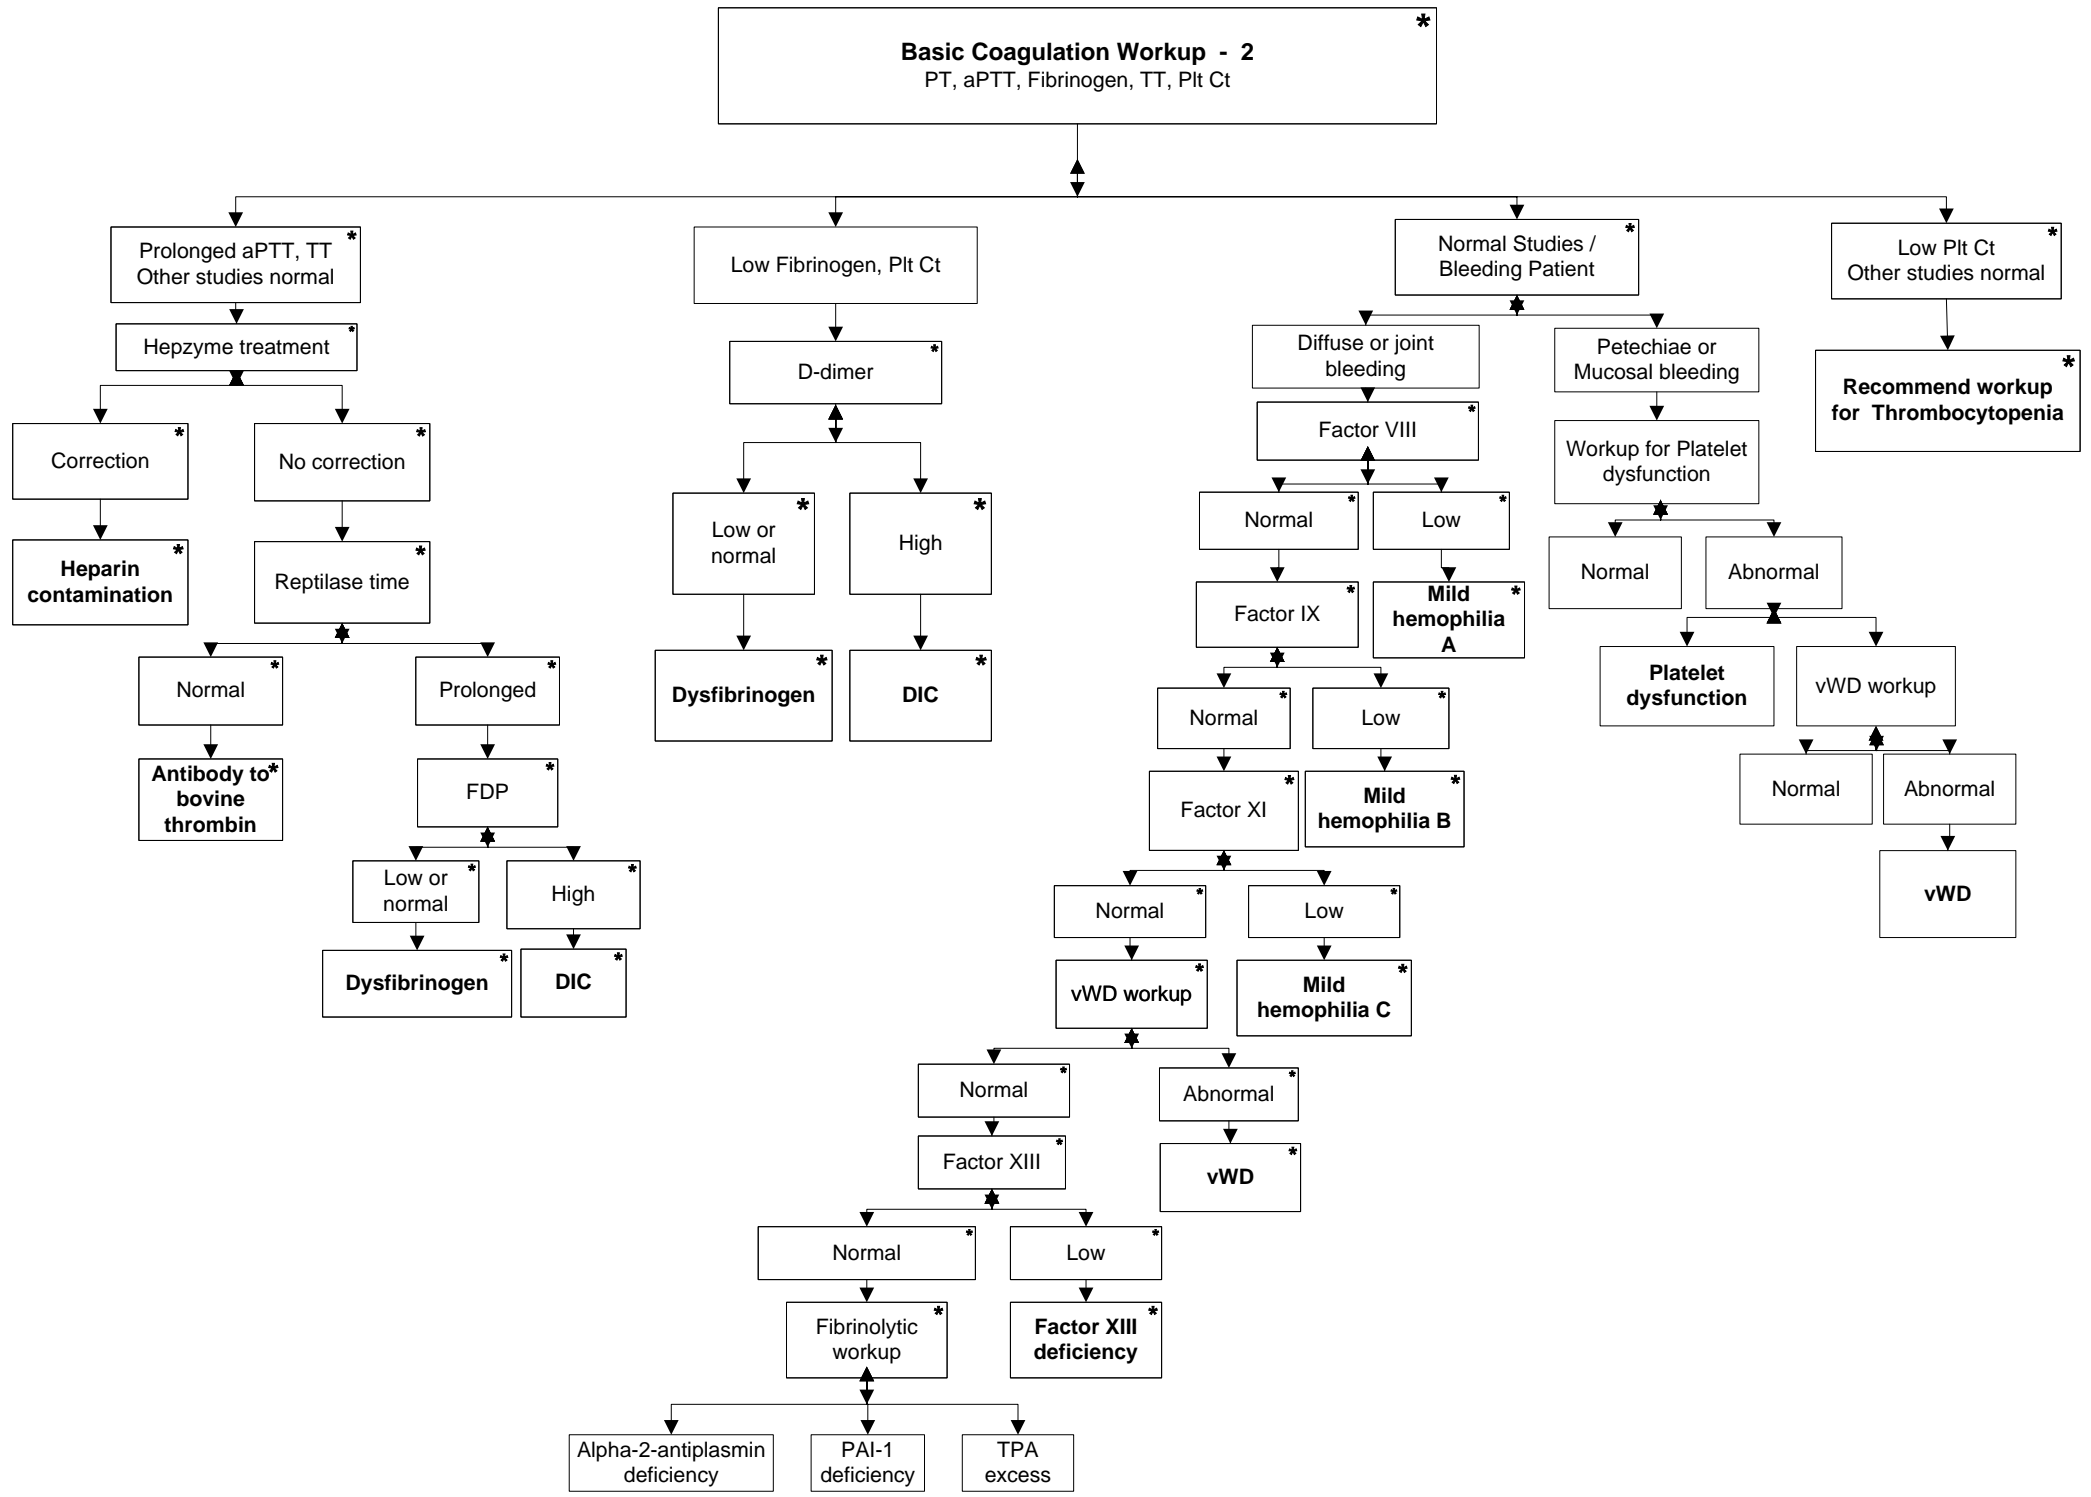 *
Basic Coagulation Workup - 2
PT, aPTT, Fibrinogen, TT, Plt Ct
Prolonged aPTT, TT *
Other studies normal
Hepzyme treatment *
Correction *
Heparin *
contamination
No correction *
Reptilase time *
Normal *
Antibody to*
bovine
thrombin
Prolonged *
FDP *
Low or *
normal
Dysfibrinogen *
High *
DIC *
Low Fibrinogen, Plt Ct
D-dimer *
Low or *
normal
Dysfibrinogen *
High *
DIC *
Normal Studies / *
Bleeding Patient
Diffuse or joint
bleeding
Factor VIII *
Normal *
Low *
Mild *
hemophilia
A
Factor IX *
Normal *
Low *
Mild *
hemophilia B
Factor XI *
Normal *
Low *
Mild *
hemophilia C
vWD workup *
Normal *
Abnormal *
vWD *
Factor XIII *
Normal *
Low *
Factor XIII *
deficiency
Fibrinolytic *
workup
Alpha-2-antiplasmin
deficiency
PAI-1
deficiency
TPA
excess
Petechiae or
Mucosal bleeding
Workup for Platelet
dysfunction
Normal
Abnormal
Platelet
dysfunction
vWD workup
Normal
Abnormal
vWD
Low Plt Ct *
Other studies normal
Recommend workup *
for Thrombocytopenia